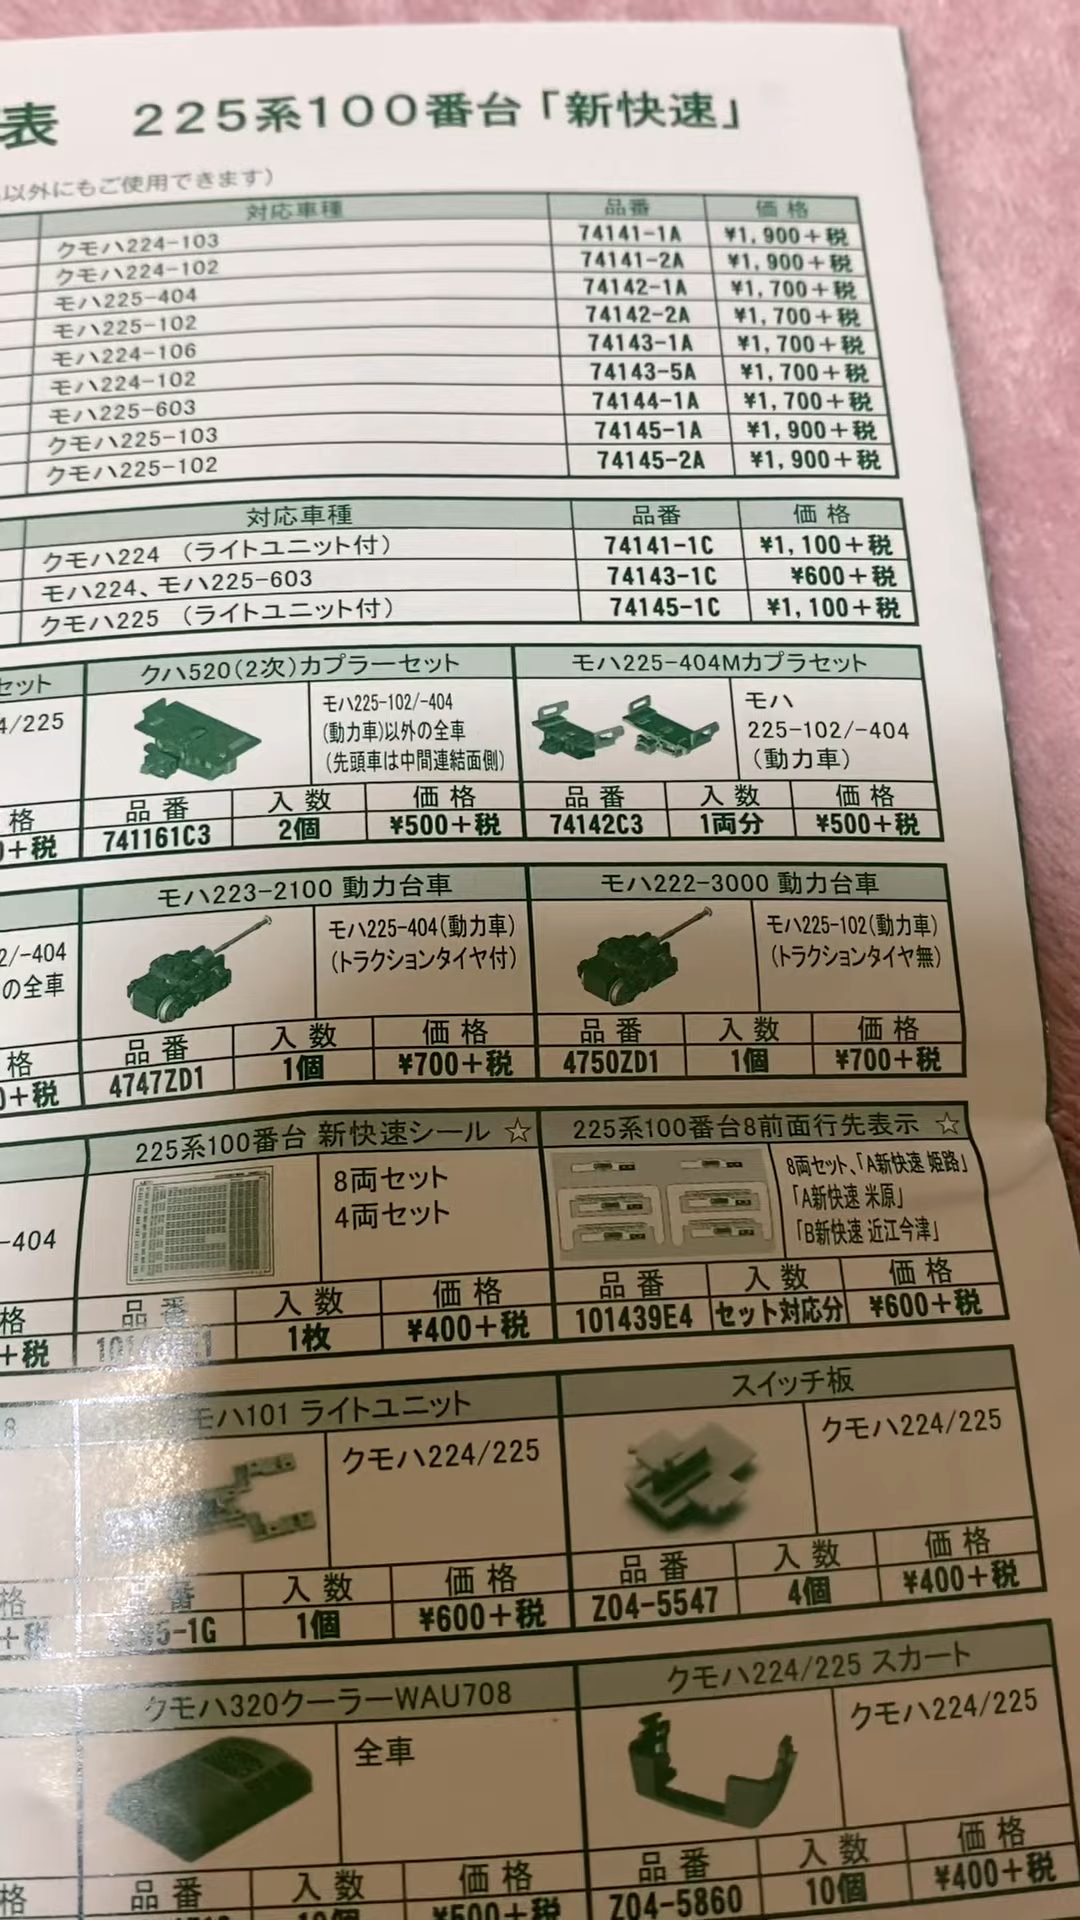 表 225系100番台「新快速」
以外にもご使用できます)
対応車種 品番 価格
クモハ224-103 74141-1A ¥1,900+税
クモハ224-102 74141-2A ¥1,900+税
モハ225-404 74142-1A ¥1,700+税
モハ225-102 74142-2A ¥1,700+税
モハ224-106 74143-1A ¥1,700+税
モハ224-102 74143-5A ¥1,700+税
モハ225-603 74144-1A ¥1,700+税
クモハ225-103 74145-1A ¥1,900+税
クモハ225-102 74145-2A ¥1,900+税
対応車種 品番 価格
クモハ224 (ライトユニット付) 74141-1C ¥1,100+税
モハ224、モハ225-603 74143-1C ¥600+税
クモハ225 (ライトユニット付) 74145-1C ¥1,100+税
セット クハ520(2次)カプラーセット モハ225-404Mカプラセット
4/225
モハ225-102/-404
(動力車)以外の全車
(先頭車は中間連結面側)
モハ
225-102/-404
(動力車)
格 品番 入数 価格 品番 入数 価格
+税 741161C3 2個 ¥500+税 74142C3 1両分 ¥500+税
モハ223-2100 動力台車 モハ222-3000 動力台車
2/-404
の全車
モハ225-404(動力車)
(トラクションタイヤ付)
モハ225-102(動力車)
(トラクションタイヤ無)
格 品番 入数 価格 品番 入数 価格
+税 4747ZD1 1個 ¥700+税 4750ZD1 1個 ¥700+税
225系100番台 新快速シール ☆ 225系100番台8前面行先表示 ☆
-404
8両セット
4両セット
8両セット、「A新快速 姫路」
「A新快速 米原」
「B新快速 近江今津」
格 品番 入数 価格 品番 入数 価格
+税 1枚 ¥400+税 101439E4 セット対応分 ¥600+税
8 モハ101 ライトユニット スイッチ板
クモハ224/225 クモハ224/225
格 番 入数 価格 品番 入数 価格
+税 5-1G 1個 ¥600+税 Z04-5547 4個 ¥400+税
クモハ320クーラーWAU708 クモハ224/225 スカート
全車 クモハ224/225
格 品番 入数 価格 品番 入数 価格
¥500+税 Z04-5860 10個 ¥400+税